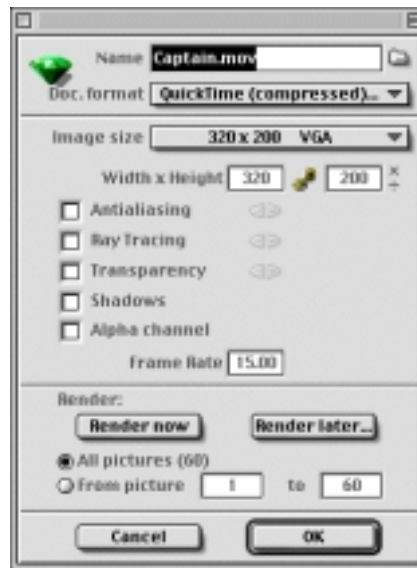 Name Captain.mov
Doc. format QuickTime (compressed)...
Image size 320 x 200 VGA
Width x Height 320 200
Antialiasing
Ray Tracing
Transparency
Shadows
Alpha channel
Frame Rate 15.00
Render:
Render now Render later...
All pictures (60)
From picture 1 to 60
Cancel OK